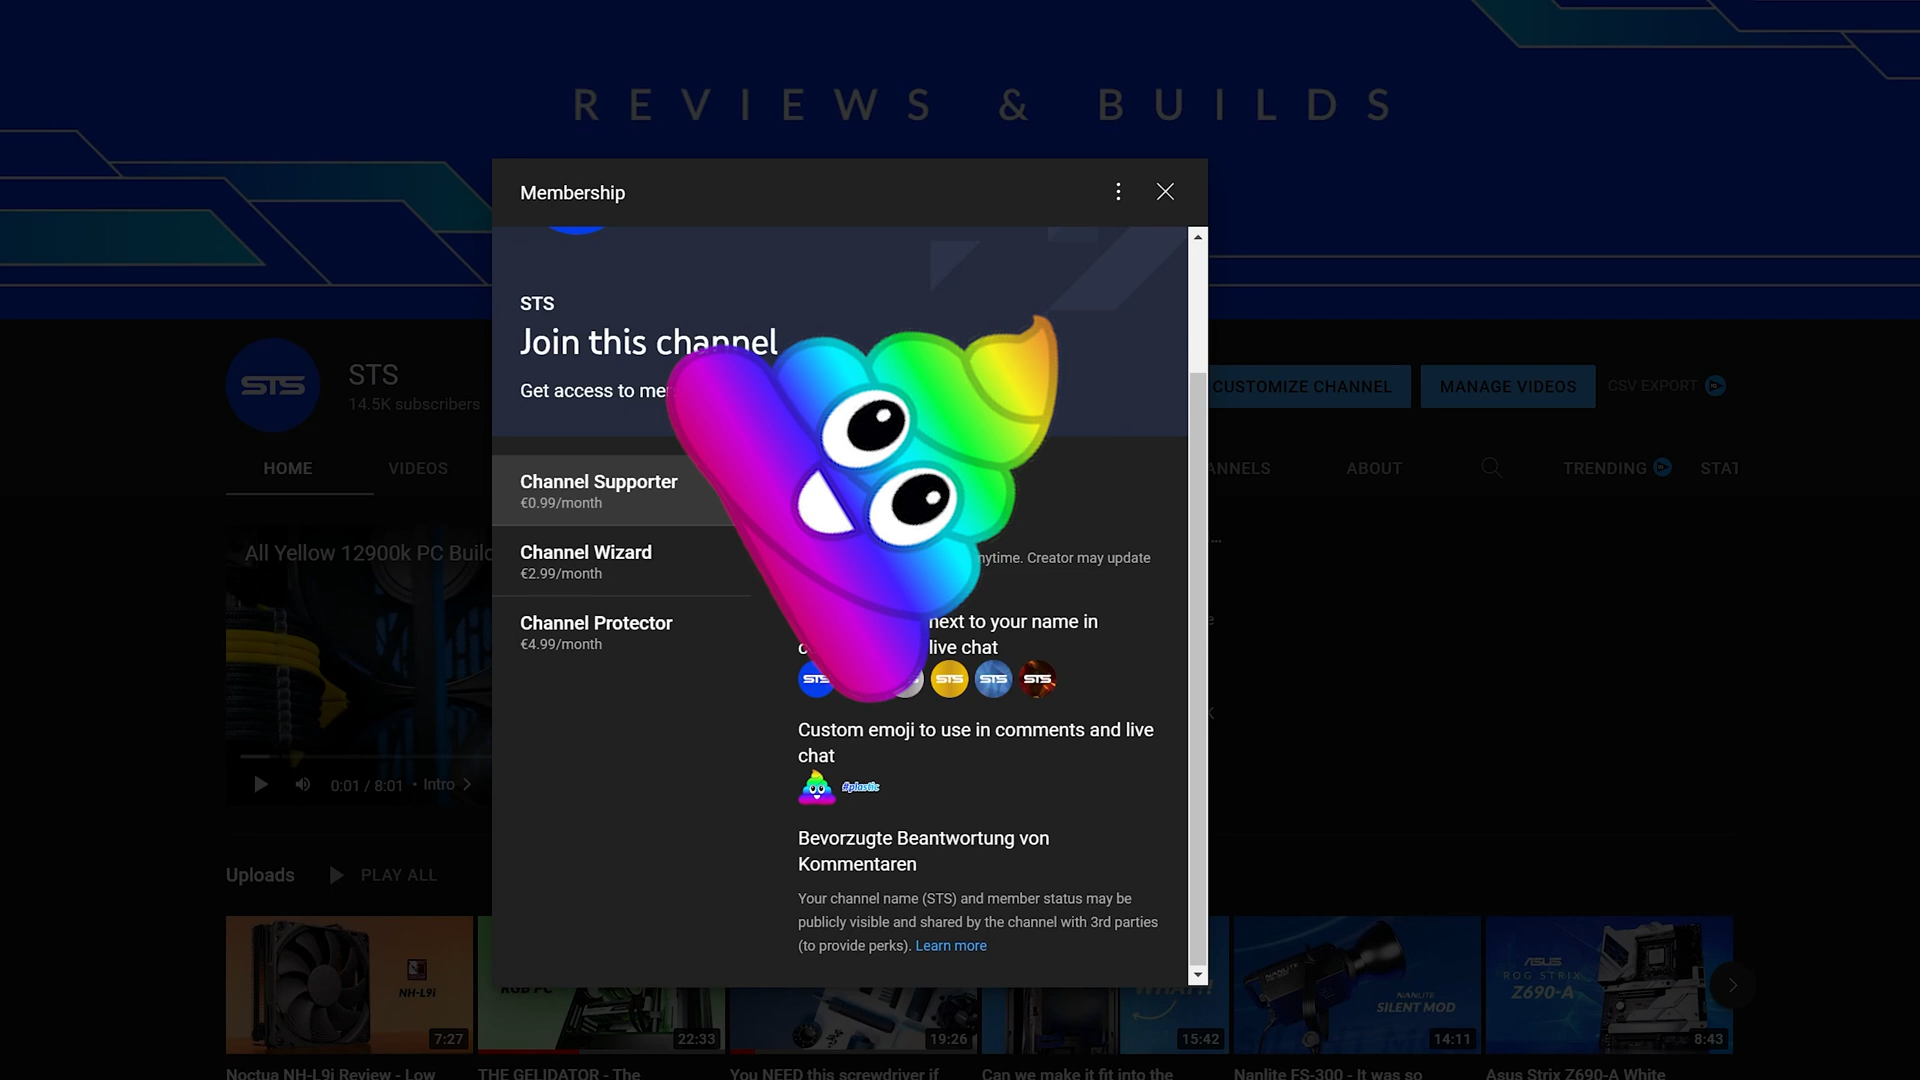 REVIEWS & BUILDS
Membership
STS
Join this channel
Get access to
STS
STS
14.5K subscribers
CUSTOMIZE CHANNEL
MANAGE VIDEOS
CSV EXPORT
HOME
VIDEOS
ABOUT
TRENDING
Channel Supporter
€0.99/month
Channel Wizard
€2.99/month
Channel Protector
€4.99/month
All Yellow 12900k PC
anytime. Creator may update
next to your name in
live chat
STS
STS
STS
STS
Custom emoji to use in comments and live
chat
#plastic
0:01 / 8:01 • Intro
Bevorzugte Beantwortung von
Kommentaren
Your channel name (STS) and member status may be
publicly visible and shared by the channel with 3rd parties
(to provide perks). Learn more
Uploads
PLAY ALL
NH-L9i
7:27
RGB PC
22:33
19:26
WHAT?!
15:42
NANLITE
SILENT MOD
14:11
ASUS
ROG STRIX
Z690-A
8:43
Noctua NH-L9i Review - Low
THE GELIDATOR - The
You NEED this screwdriver if
Can we make it fit into the
Nanlite FS-300 - It was so
Asus Strix Z690-A White